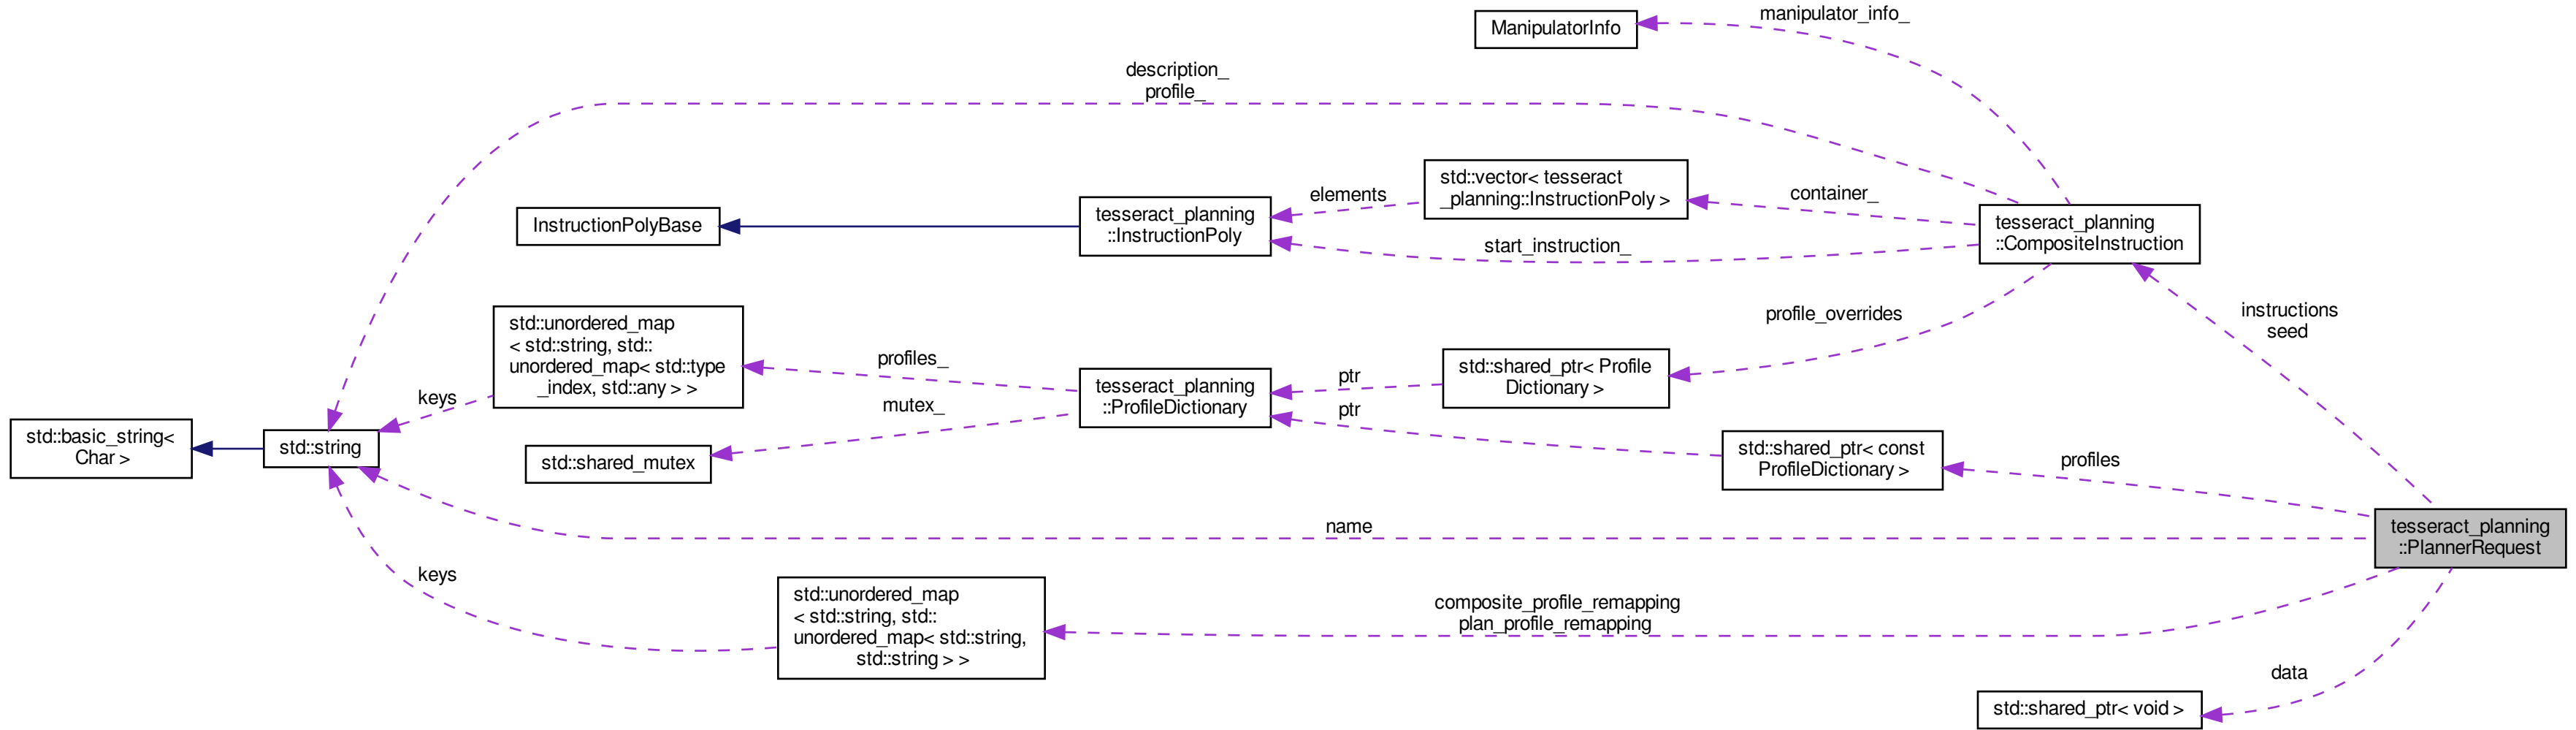 manipulator_info_
ManipulatorInfo
description_
profile_
std::vector< tesseract
_planning::InstructionPoly >
elements
container_
tesseract_planning
::InstructionPoly
InstructionPolyBase
tesseract_planning
::CompositeInstruction
start_instruction_
std::unordered_map
< std::string, std::
unordered_map< std::type
_index, std::any > >
profiles_
keys
mutex_
tesseract_planning
::ProfileDictionary
ptr
ptr
std::shared_ptr< Profile
Dictionary >
profile_overrides
instructions
seed
std::basic_string<
Char >
std::string
std::shared_mutex
std::shared_ptr< const
ProfileDictionary >
profiles
name
tesseract_planning
::PlannerRequest
keys
std::unordered_map
< std::string, std::
unordered_map< std::string,
std::string > >
composite_profile_remapping
plan_profile_remapping
data
std::shared_ptr< void >